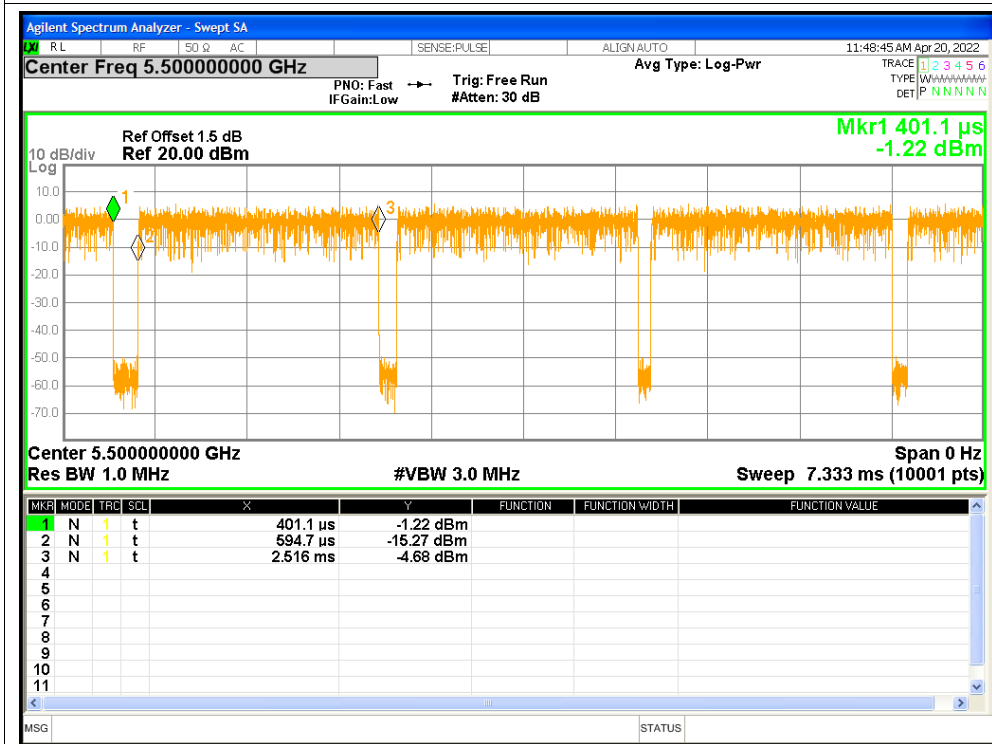 Agilent Spectrum Analyzer - Swept SA
LXI RL RF 50 Ω AC SENSE:PULSE ALIGN AUTO 11:48:45 AM Apr 20, 2022
Center Freq 5.500000000 GHz Avg Type: Log-Pwr TRACE 1 2 3 4 5 6
PNO: Fast Trig: Free Run TYPE
IFGain:Low #Atten: 30 dB DET P N N N N N
Mkr1 401.1 µs
-1.22 dBm
Ref Offset 1.5 dB
10 dB/div Ref 20.00 dBm
Log
10.0
0.00
-10.0
-20.0
-30.0
-40.0
-50.0
-60.0
-70.0
1
2
3
Center 5.500000000 GHz Span 0 Hz
Res BW 1.0 MHz #VBW 3.0 MHz Sweep 7.333 ms (10001 pts)
MKR MODE TRC SCL X Y FUNCTION FUNCTION WIDTH FUNCTION VALUE
1 N 1 t 401.1 µs -1.22 dBm
2 N 1 t 594.7 µs -15.27 dBm
3 N 1 t 2.516 ms -4.68 dBm
4
5
6
7
8
9
10
11
MSG STATUS